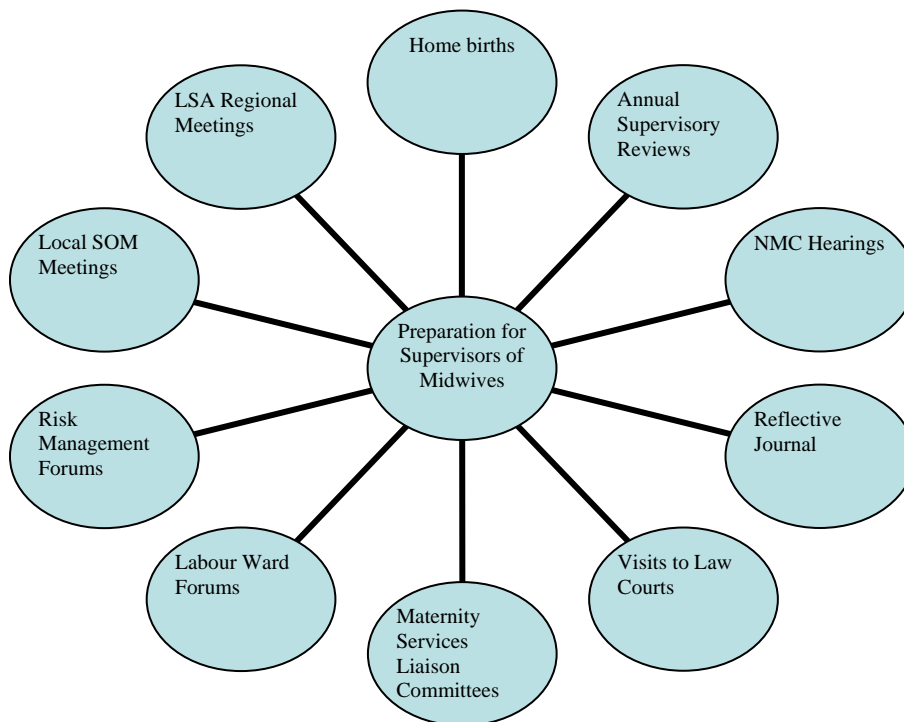 Home births
LSA Regional
Meetings
Annual
Supervisory
Reviews
Local SOM
Meetings
NMC Hearings
Preparation for
Supervisors of
Midwives
Risk
Management
Forums
Reflective
Journal
Labour Ward
Forums
Visits to Law
Courts
Maternity
Services
Liaison
Committees